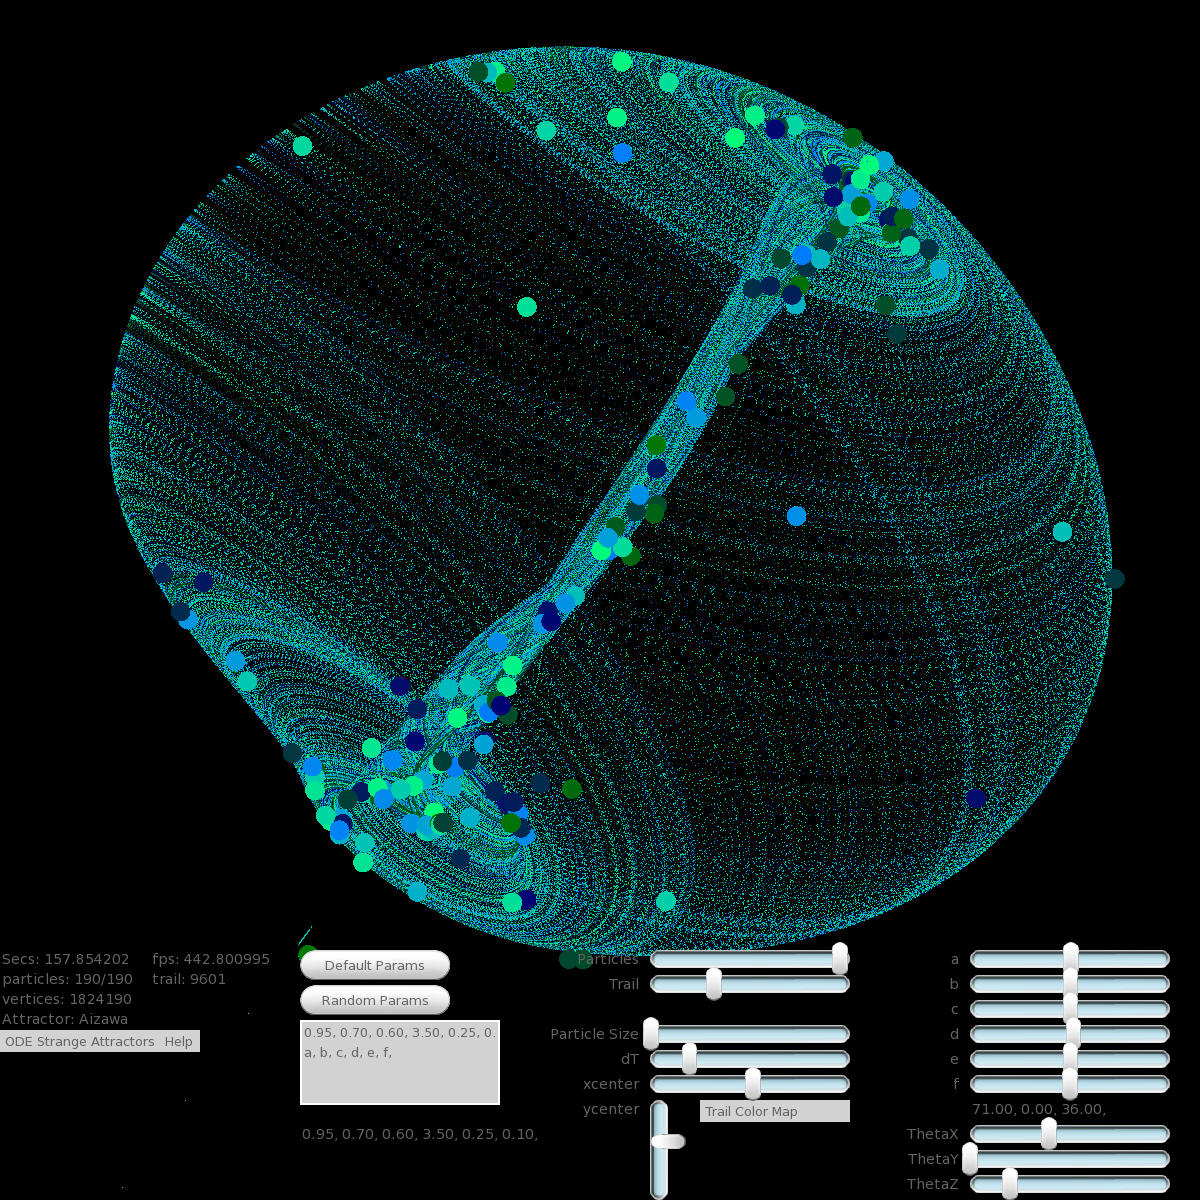 Secs: 157.854202 fps: 442.800995
particles: 190/190 trail: 9601
vertices: 1824190
Attractor: Aizawa
ODE Strange Attractors Help
Default Params
Random Params
0.95, 0.70, 0.60, 3.50, 0.25, 0.
a, b, c, d, e, f,
0.95, 0.70, 0.60, 3.50, 0.25, 0.10,
Particles
Trail
Particle Size
dT
xcenter
ycenter
Trail Color Map
a
b
c
d
e
f
71.00, 0.00, 36.00,
ThetaX
ThetaY
ThetaZ